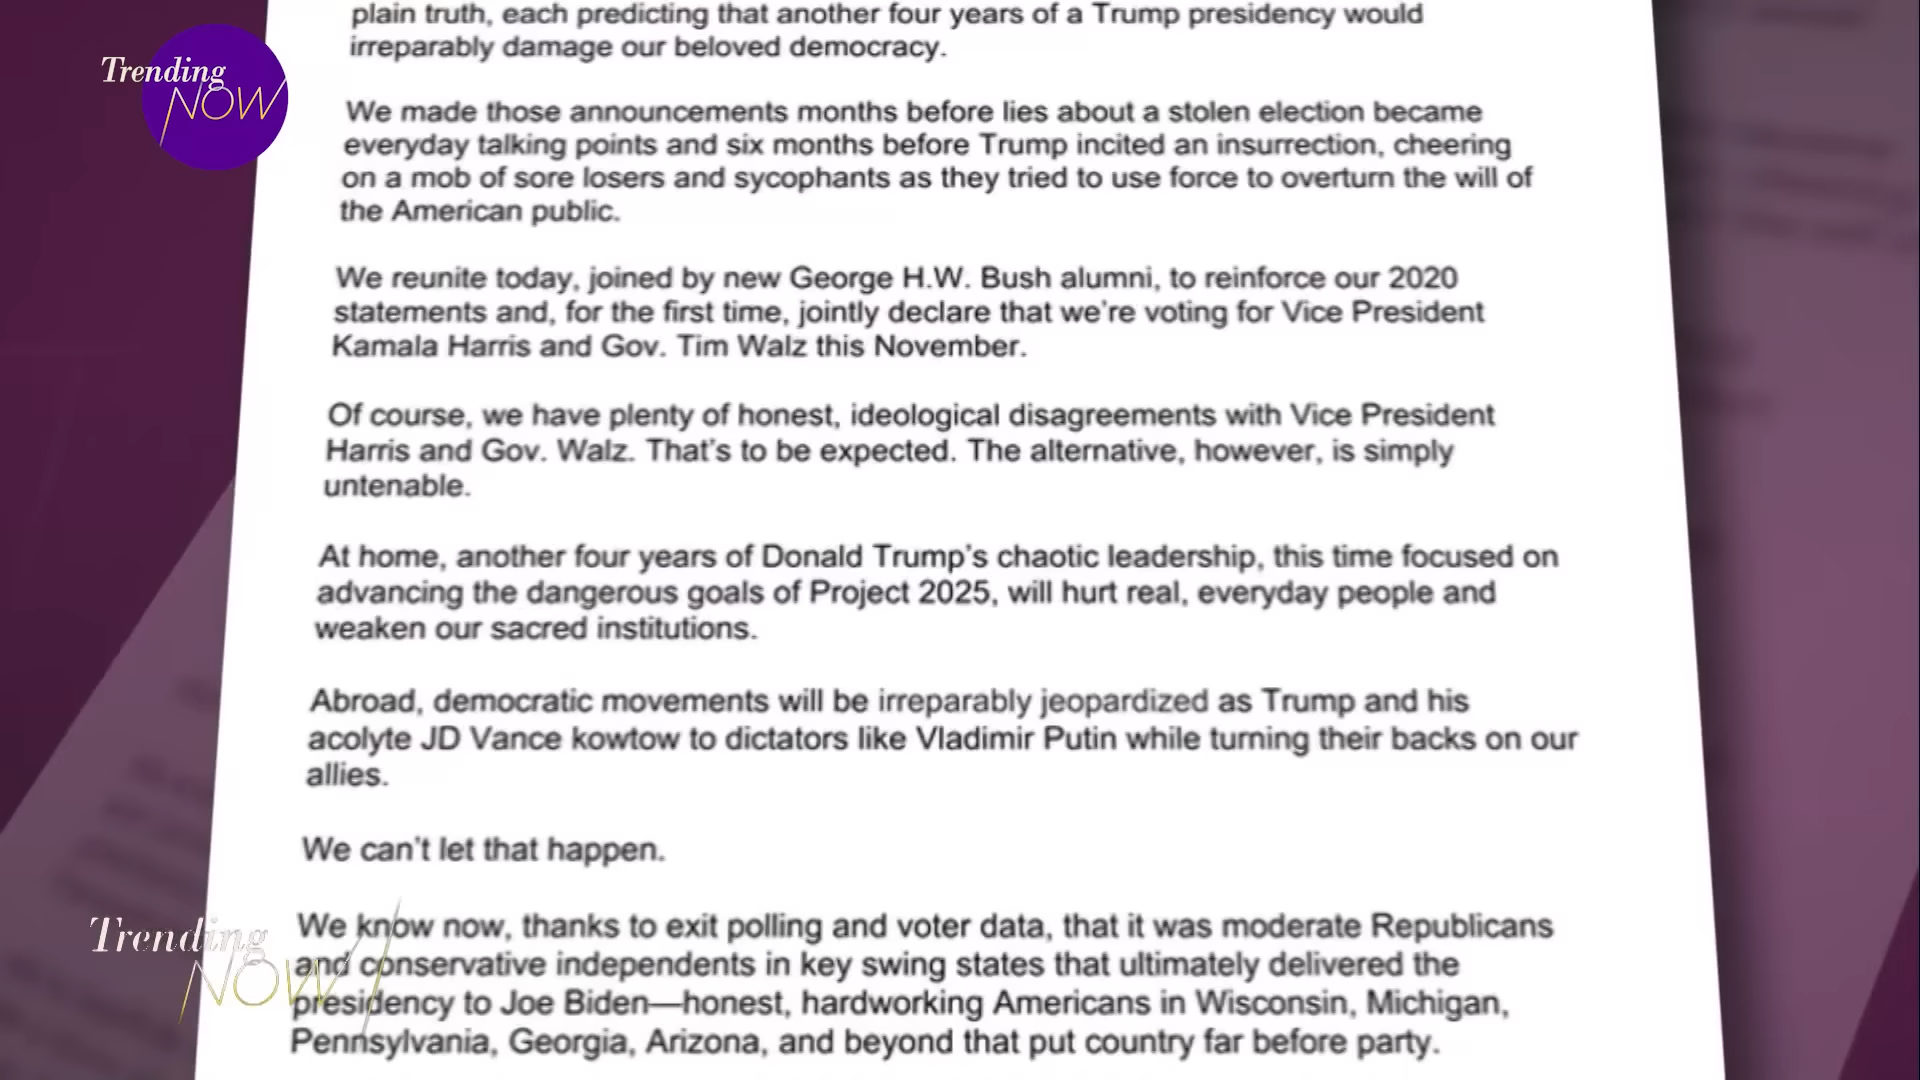 Trending
NOW
plain truth, each predicting that another four years of a Trump presidency would
irreparably damage our beloved democracy.
We made those announcements months before lies about a stolen election became
everyday talking points and six months before Trump incited an insurrection, cheering
on a mob of sore losers and sycophants as they tried to use force to overturn the will of
the American public.
We reunite today, joined by new George H.W. Bush alumni, to reinforce our 2020
statements and, for the first time, jointly declare that we’re voting for Vice President
Kamala Harris and Gov. Tim Walz this November.
Of course, we have plenty of honest, ideological disagreements with Vice President
Harris and Gov. Walz. That’s to be expected. The alternative, however, is simply
untenable.
At home, another four years of Donald Trump’s chaotic leadership, this time focused on
advancing the dangerous goals of Project 2025, will hurt real, everyday people and
weaken our sacred institutions.
Abroad, democratic movements will be irreparably jeopardized as Trump and his
acolyte JD Vance kowtow to dictators like Vladimir Putin while turning their backs on our
allies.
We can’t let that happen.
We know now, thanks to exit polling and voter data, that it was moderate Republicans
and conservative independents in key swing states that ultimately delivered the
presidency to Joe Biden—honest, hardworking Americans in Wisconsin, Michigan,
Pennsylvania, Georgia, Arizona, and beyond that put country far before party.
Trending
NOW